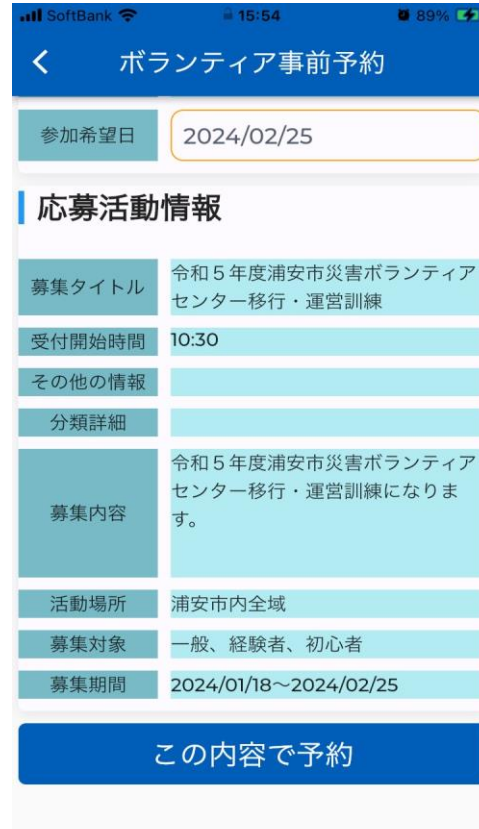 SoftBank 15:54 89%
ボランティア事前予約
参加希望日 2024/02/25
応募活動情報
募集タイトル 令和5年度浦安市災害ボランティア
センター移行・運営訓練
受付開始時間 10:30
その他の情報
分類詳細
募集内容 令和5年度浦安市災害ボランティア
センター移行・運営訓練になりま
す。
活動場所 浦安市内全域
募集対象 一般、経験者、初心者
募集期間 2024/01/18～2024/02/25
この内容で予約